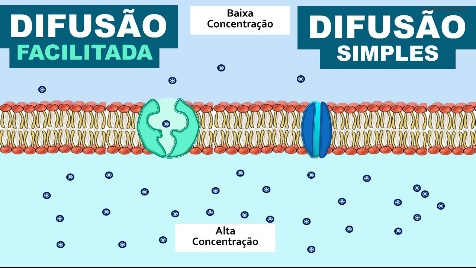 DIFUSÃO
FACILITADA
Baixa
Concentração
DIFUSÃO
SIMPLES
Alta
Concentração